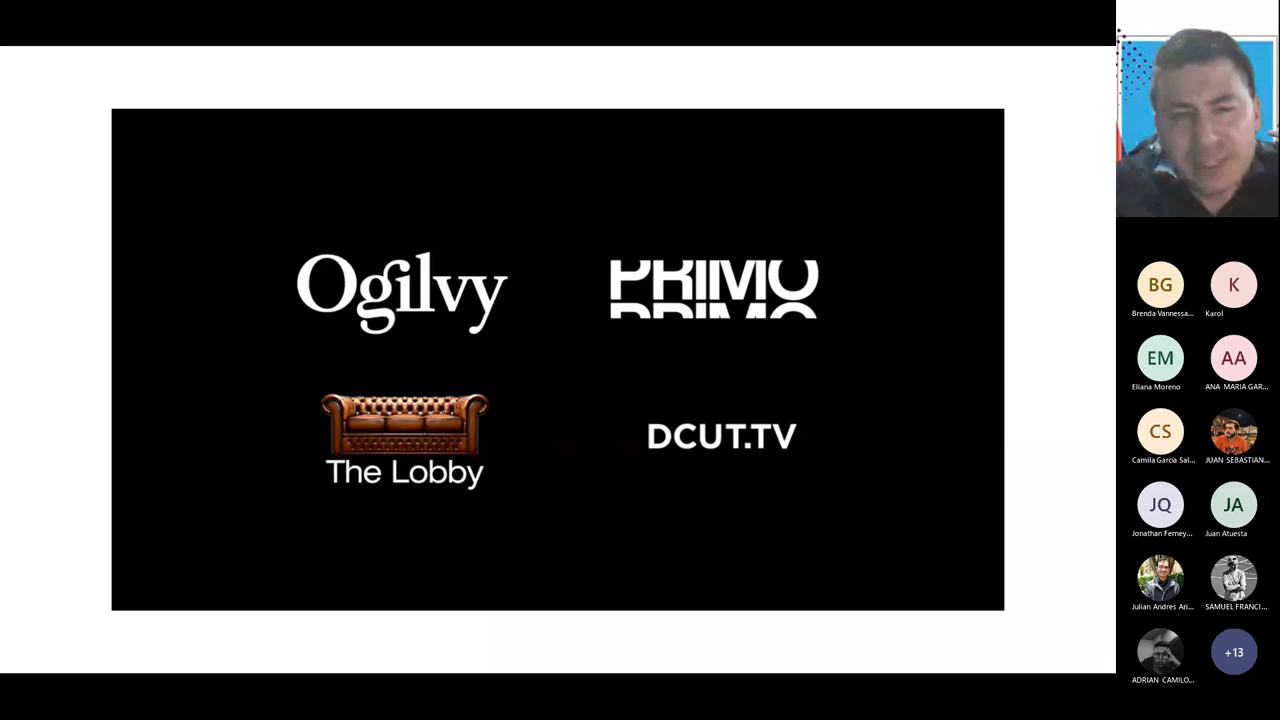 Ogilvy
PRIMO
PRIMO
The Lobby
DCUT.TV
BG
Brenda Vannessa...
K
Karol
EM
Eliana Moreno
AA
ANA MARIA GAR...
CS
Camila Garcia Sal...
JUAN SEBASTIAN...
JQ
Jonathan Ferney...
JA
Juan Atuesta
Julian Andres Ari...
SAMUEL FRANCI...
ADRIAN CAMILO...
+13